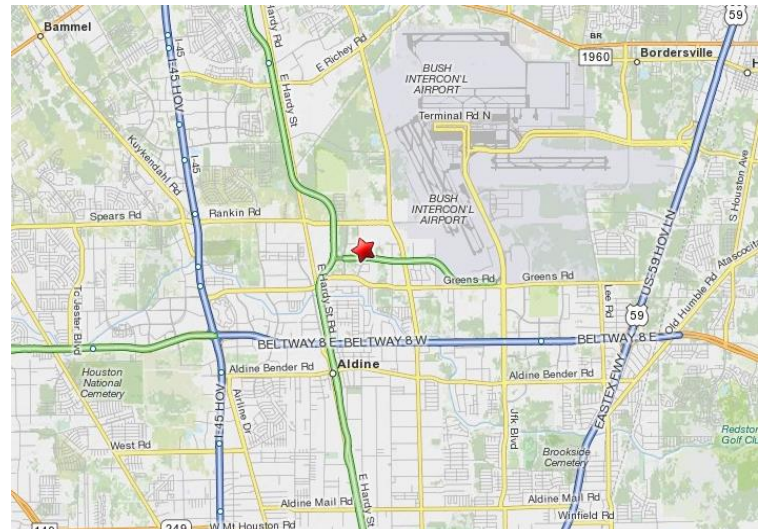 Bammel
I-45 HOV
Hardy Rd
E Richey Rd
E Hardy St
BUSH
INTERCON'L
AIRPORT
BR
1960
Bordersville
H
59
Terminal Rd N
Kuykendahl Rd
I-45
Spears Rd
Rankin Rd
BUSH
INTERCON'L
AIRPORT
US-59 HOV LN
S Houston Ave
Atascocita
Tc Jester Blvd
E Hardy St Rd
Greens Rd
Greens Rd
Lee Rd
59
Old Humble Rd
BELTWAY 8 E
BELTWAY 8 W
BELTWAY 8 E
Houston
National
Cemetery
Aldine Bender Rd
Aldine
Aldine Bender Rd
EASTEX FWY
I-45 HOV
Airline Dr
Jfk Blvd
West Rd
Brookside
Cemetery
Redsto
Golf Clu
E Hardy St
Aldine Mail Rd
Aldine Mail Rd
249
W Mt Houston Rd
Winfield Rd